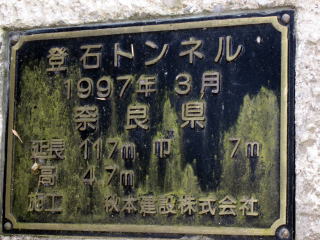 登石トンネル
1997年 3月
奈良県
延長 117m 巾 7m
高 4.7m
施工 秋本建設株式会社